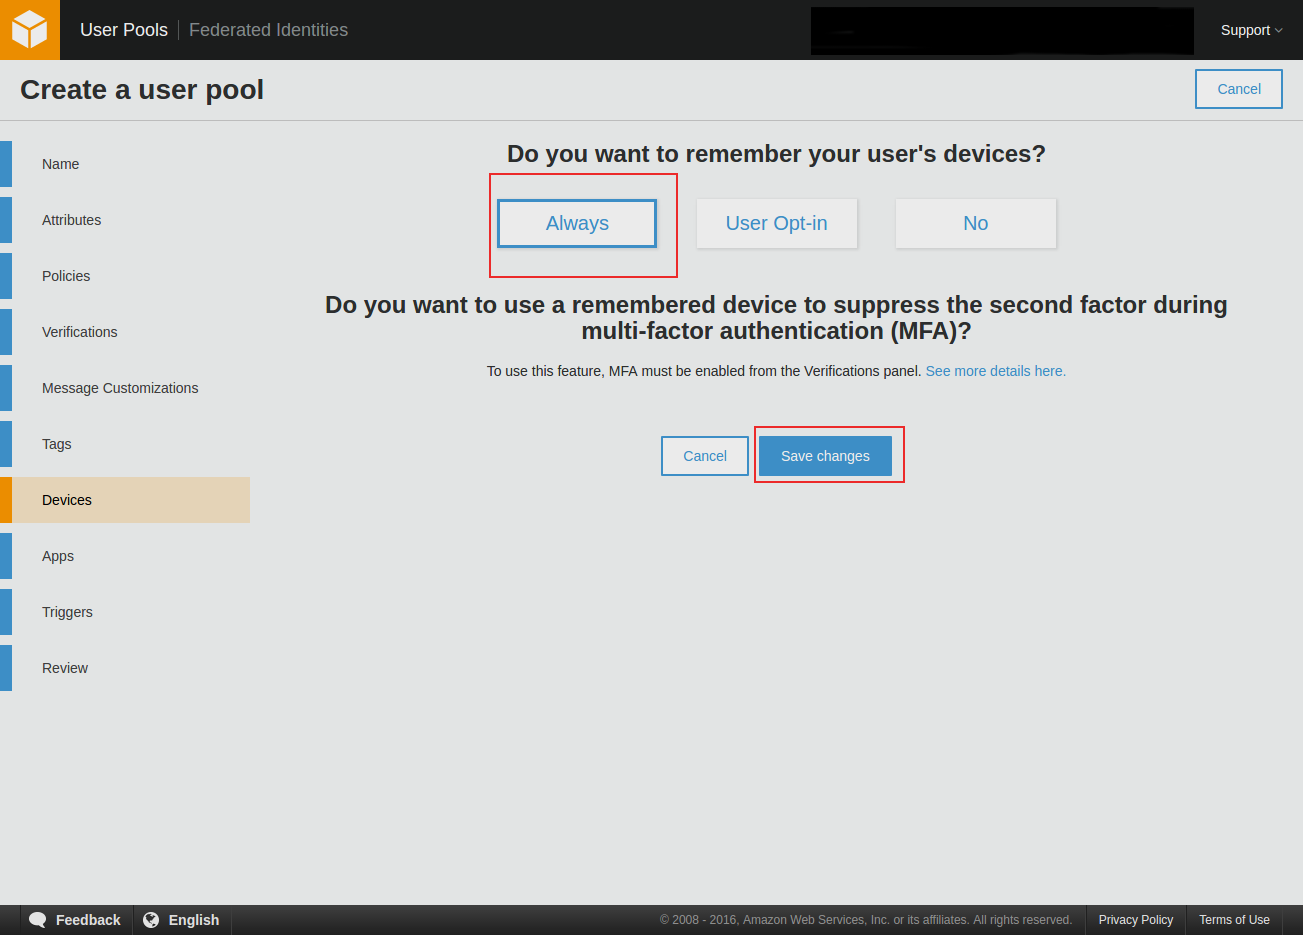 User Pools
Federated Identities
Support
Create a user pool
Cancel
Name
Attributes
Policies
Verifications
Message Customizations
Tags
Devices
Apps
Triggers
Review
Do you want to remember your user's devices?
Always
User Opt-in
No
Do you want to use a remembered device to suppress the second factor during
multi-factor authentication (MFA)?
To use this feature, MFA must be enabled from the Verifications panel. See more details here.
Cancel
Save changes
Feedback
English
© 2008 - 2016, Amazon Web Services, Inc. or its affiliates. All rights reserved.
Privacy Policy
Terms of Use